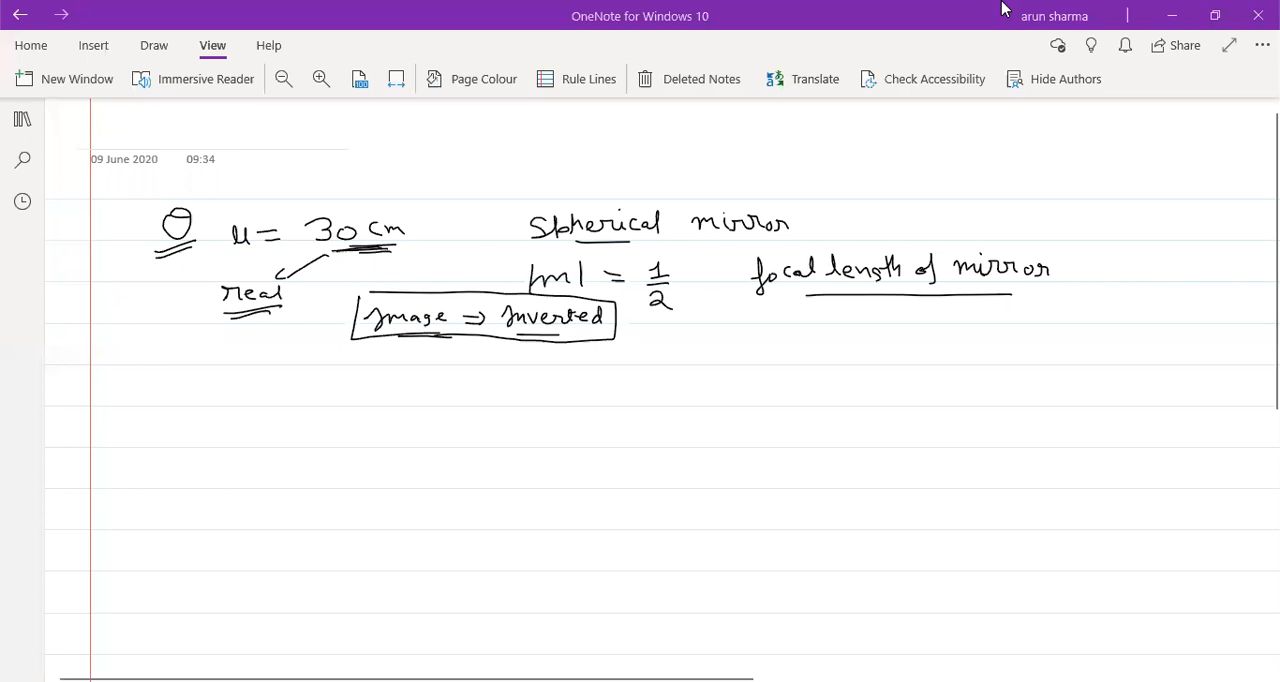 OneNote for Windows 10
arun sharma
Home Insert Draw View Help
Share
New Window Immersive Reader Page Colour Rule Lines Deleted Notes Translate Check Accessibility Hide Authors
09 June 2020 09:34
Q u = 30 cm Spherical mirror
real |m| = 1/2 focal length of mirror
Image ⇒ Inverted